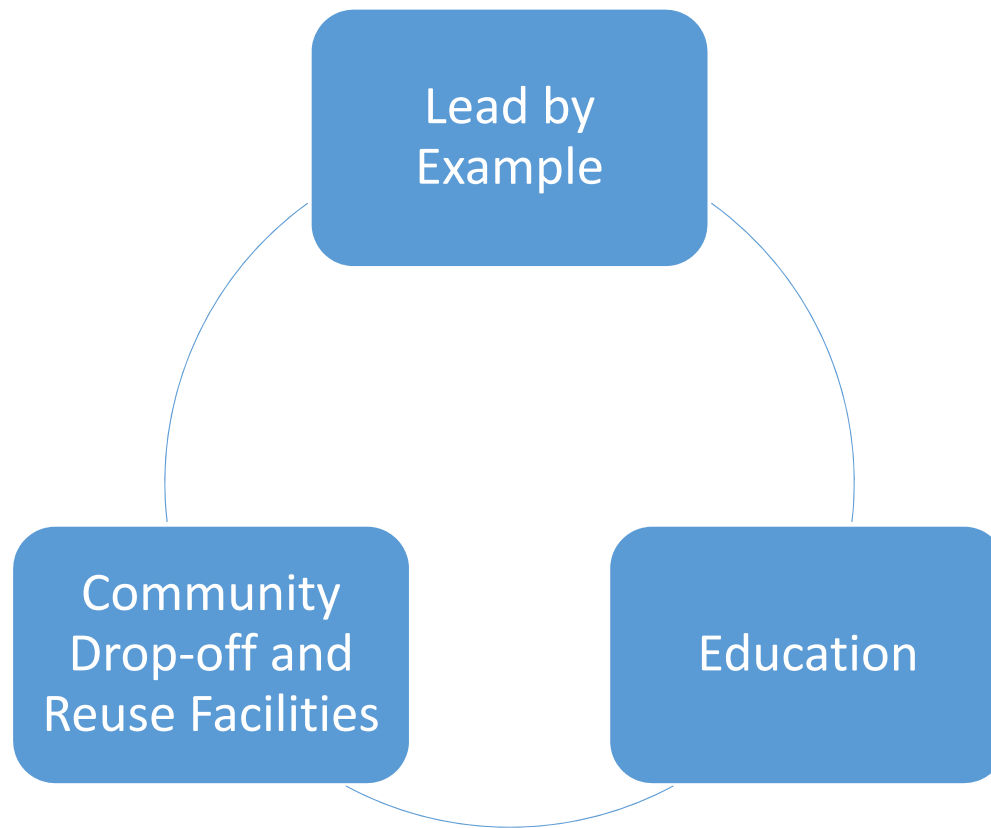 Lead by
Example
Community
Drop-off and
Reuse Facilities
Education